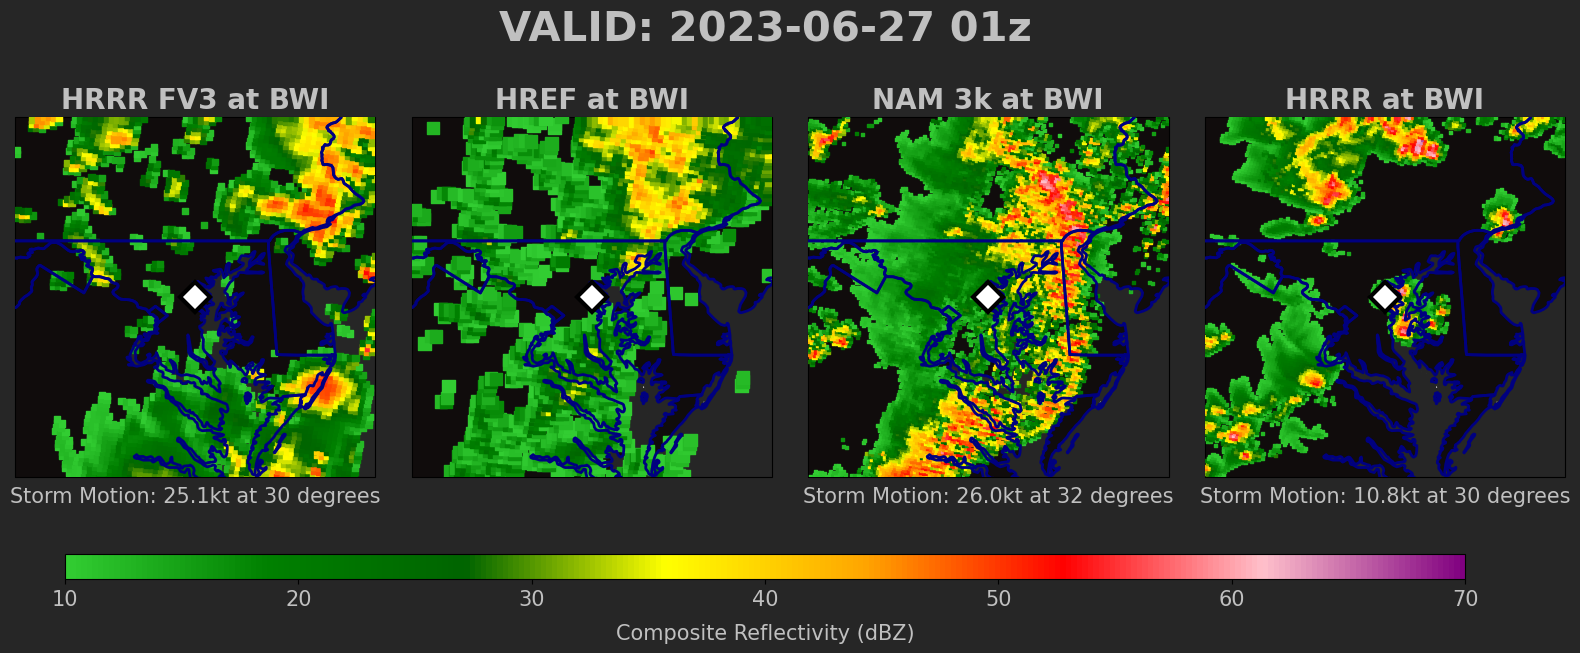 VALID: 2023-06-27 01z
HRRR FV3 at BWI
HREF at BWI
NAM 3k at BWI
HRRR at BWI
Storm Motion: 25.1kt at 30 degrees
Storm Motion: 26.0kt at 32 degrees
Storm Motion: 10.8kt at 30 degrees
10 20 30 40 50 60 70
Composite Reflectivity (dBZ)